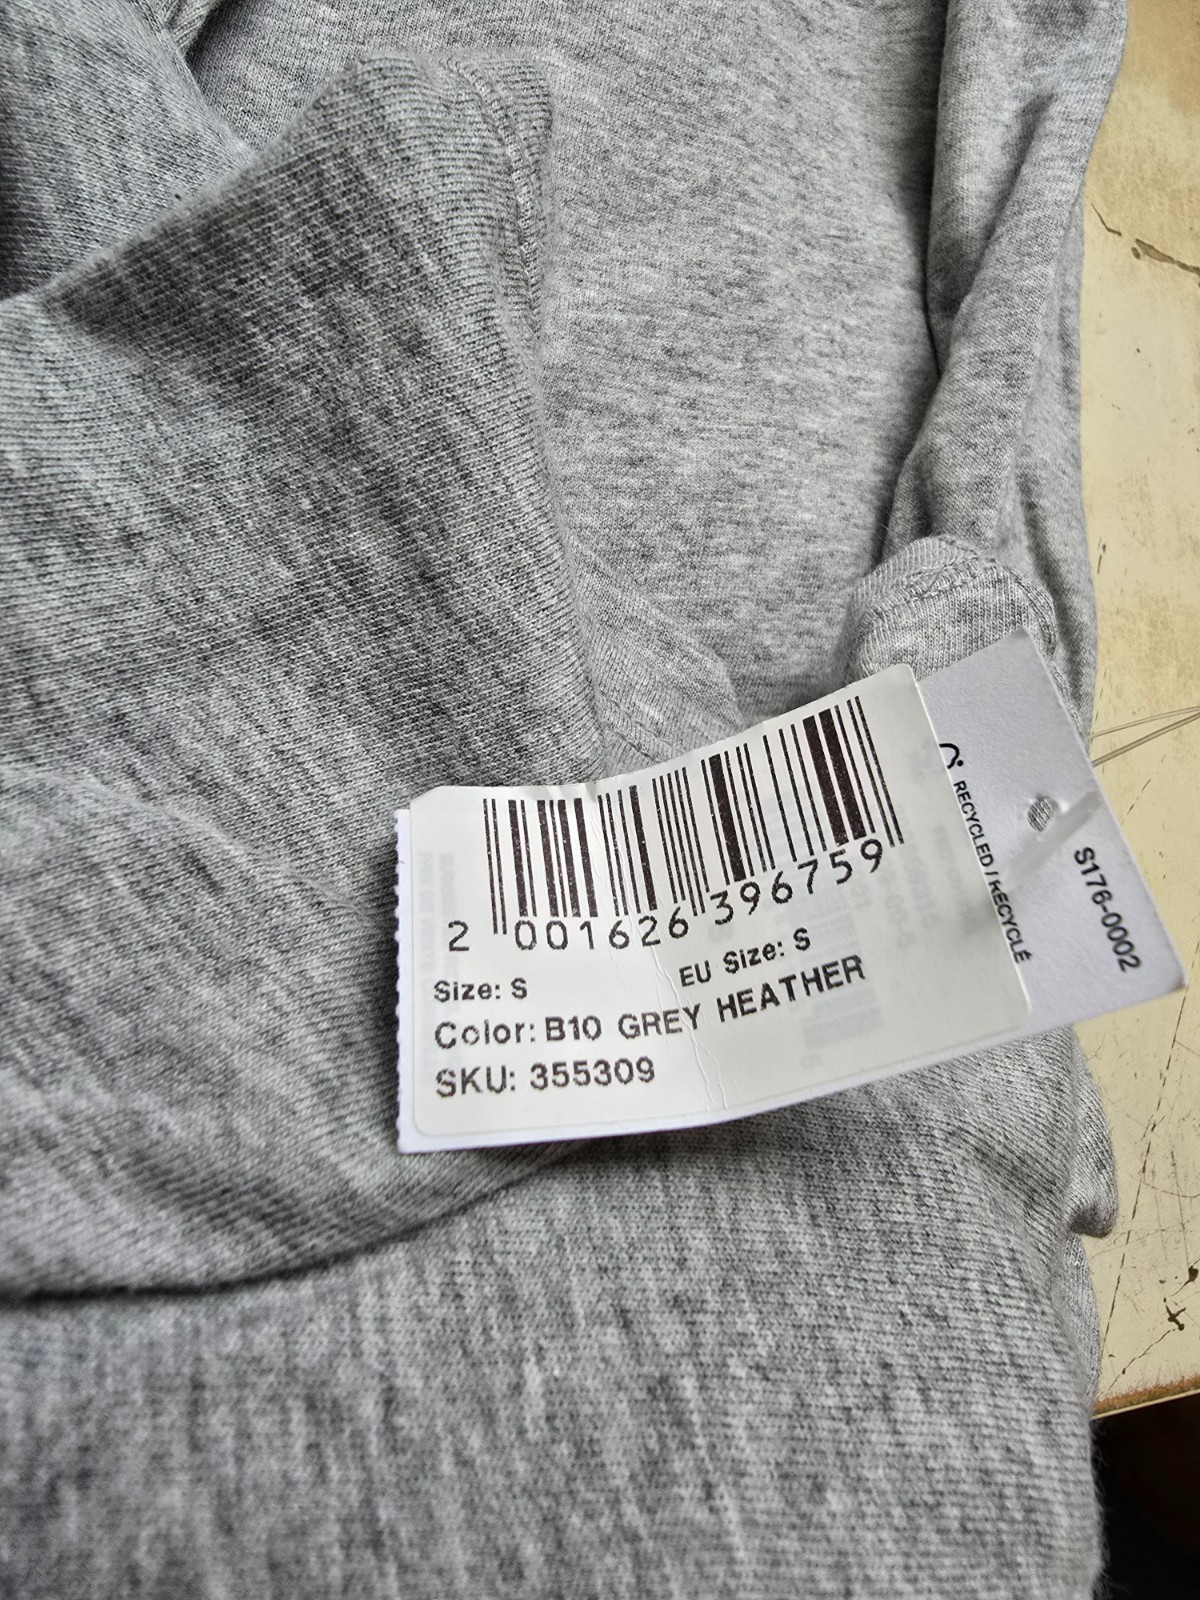 2 001626 396759
Size: S EU Size: S
Color: B10 GREY HEATHER
SKU: 355309
RECYCLED / RECYCLÉ
S176-0002